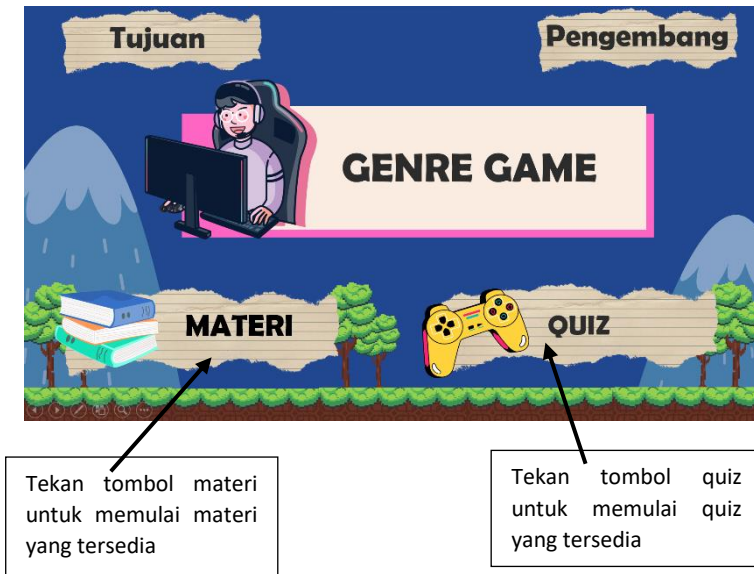 Tujuan
Pengembang
GENRE GAME
MATERI
QUIZ
Tekan tombol materi
untuk memulai materi
yang tersedia
Tekan tombol quiz
untuk memulai quiz
yang tersedia